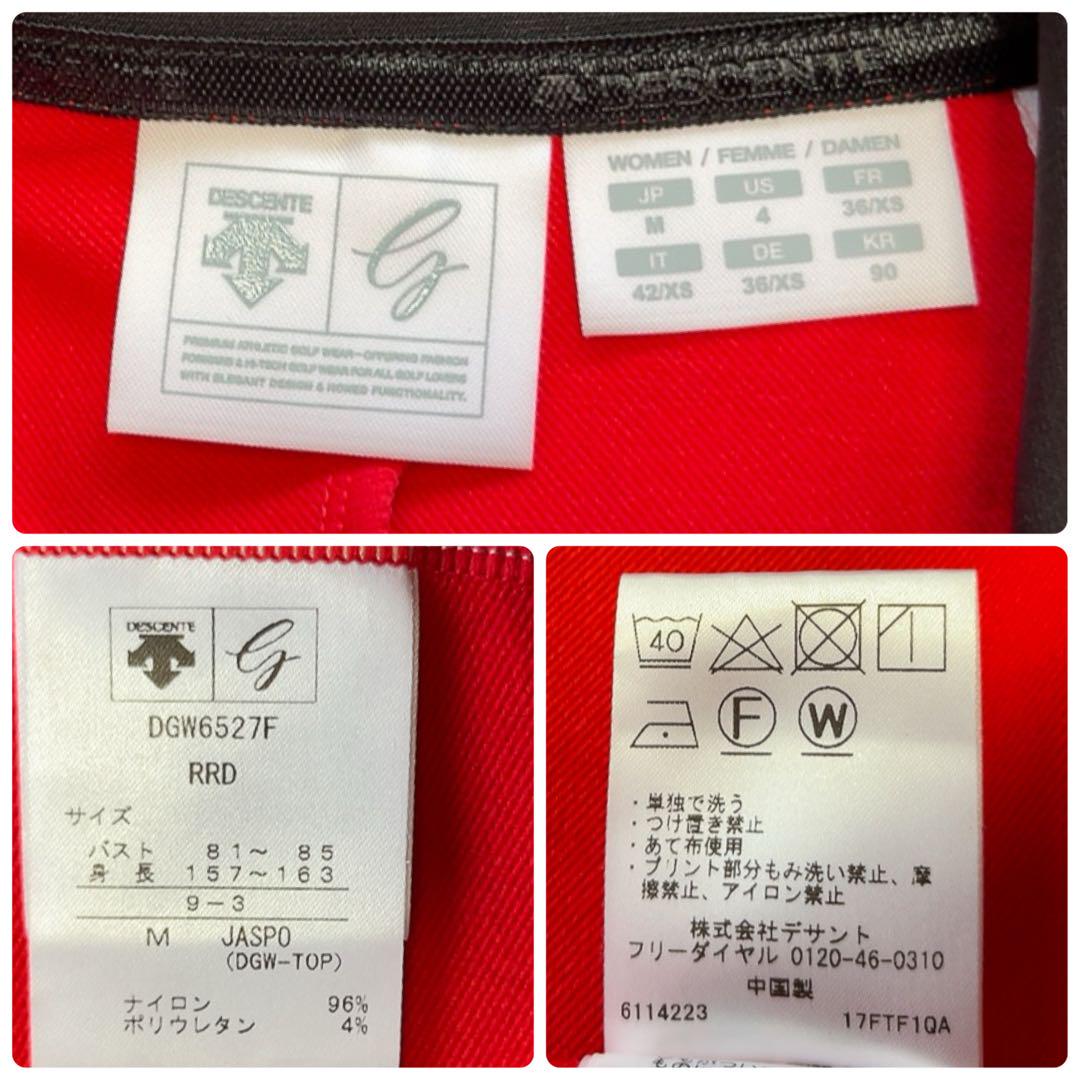 DESCENTE
DESCENTE
G
PREMIUM ATHLETIC GOLF WEAR-OFFERING FASHION
FORWARD & HI-TECH GOLF WEAR FOR ALL GOLF LOVERS
WITH ELEGANT DESIGN & HONED FUNCTIONALITY.
WOMEN / FEMME / DAMEN
JP US FR
M 4 36/XS
IT DE KR
42/XS 36/XS 90
DESCENTE
G
DGW6527F
RRD
サイズ
バスト 81〜 85
身長 157〜163
9-3
M JASPO
(DGW-TOP)
ナイロン 96%
ポリウレタン 4%
40
F W
・単独で洗う
・つけ置き禁止
・あて布使用
・プリント部分もみ洗い禁止、摩
擦禁止、アイロン禁止
株式会社デサント
フリーダイヤル 0120-46-0310
中国製
6114223 17FTF1QA